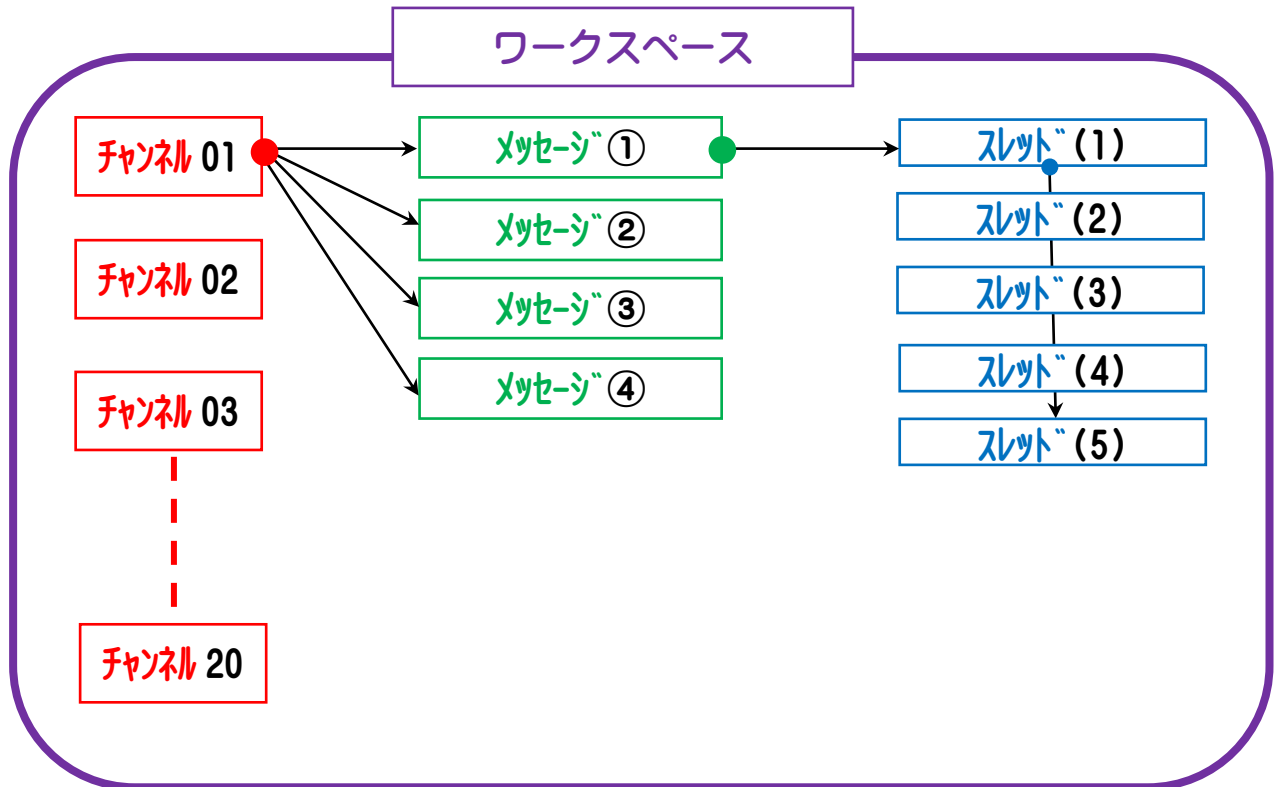 ワークスペース
ﾁｬﾝﾈﾙ 01
ﾁｬﾝﾈﾙ 02
ﾁｬﾝﾈﾙ 03
ﾁｬﾝﾈﾙ 20
ﾒｯｾｰｼﾞ①
ﾒｯｾｰｼﾞ②
ﾒｯｾｰｼﾞ③
ﾒｯｾｰｼﾞ④
ｽﾚｯﾄﾞ(1)
ｽﾚｯﾄﾞ(2)
ｽﾚｯﾄﾞ(3)
ｽﾚｯﾄﾞ(4)
ｽﾚｯﾄﾞ(5)